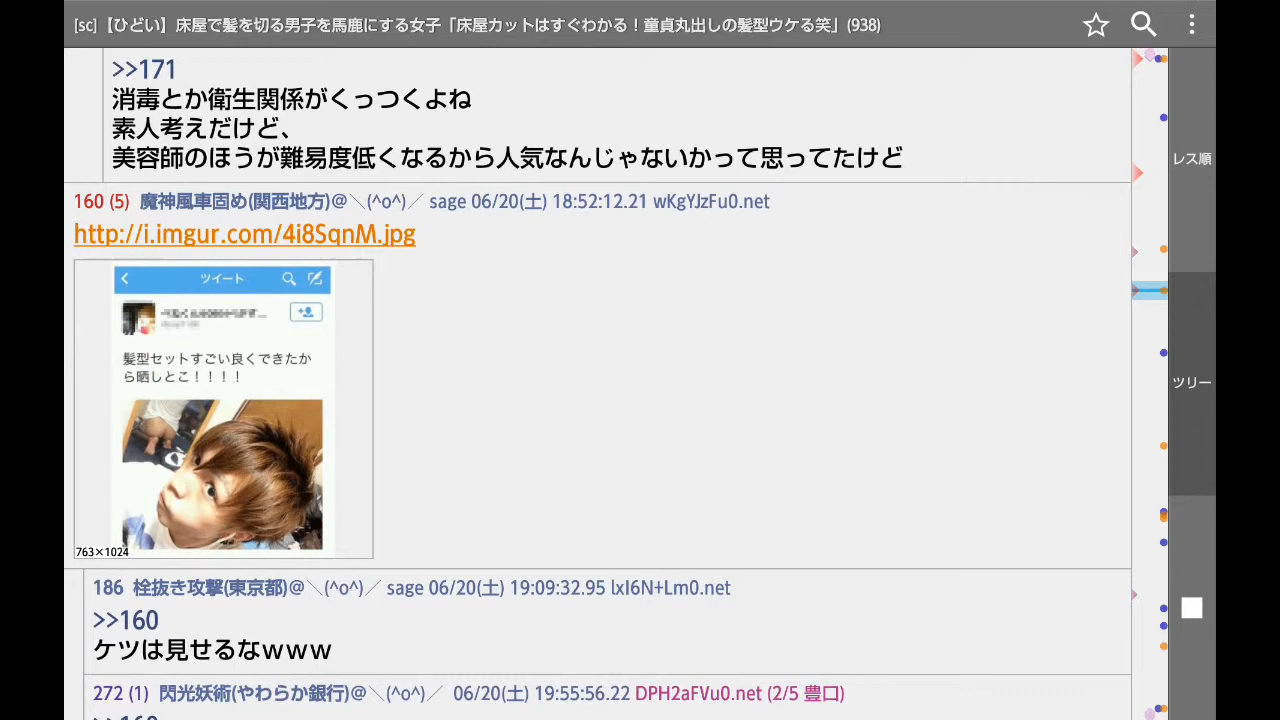 [sc]【ひどい】床屋で髪を切る男子を馬鹿にする女子「床屋カットはすぐわかる！童貞丸出しの髪型ウケる笑」(938)
>>171
消毒とか衛生関係がくっつくよね
素人考えだけど、
美容師のほうが難易度低くなるから人気なんじゃないかって思ってたけど
レス順
160 (5) 魔神風車固め(関西地方)@＼(^o^)／ sage 06/20(土) 18:52:12.21 wKgYJzFu0.net
http://i.imgur.com/4i8SqnM.jpg
ツイート
髪型セットすごい良くできたか
ら晒しとこ！！！！
763×1024
ツリー
186 栓抜き攻撃(東京都)@＼(^o^)／ sage 06/20(土) 19:09:32.95 lxI6N+Lm0.net
>>160
ケツは見せるなｗｗｗ
272 (1) 閃光妖術(やわらか銀行)@＼(^o^)／ 06/20(土) 19:55:56.22 DPH2aFVu0.net (2/5 豊口)
>>160